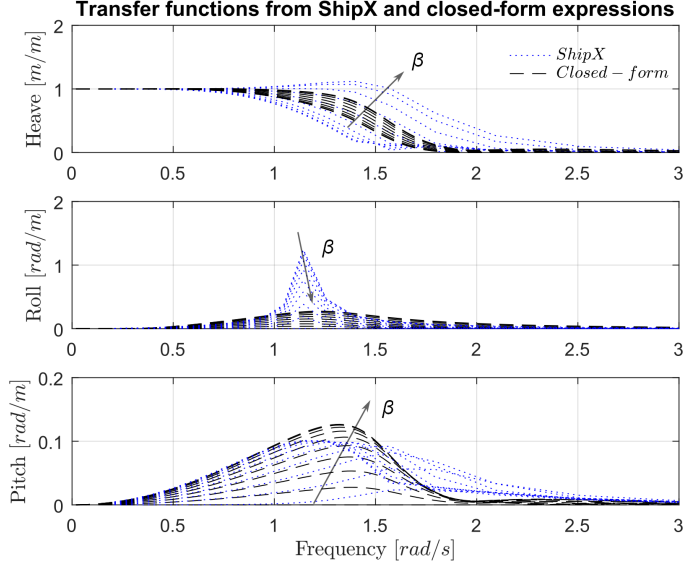 Transfer functions from ShipX and closed-form expressions
Heave [m/m]
2
1
0
β
ShipX
Closed-form
0 0.5 1 1.5 2 2.5 3
Roll [rad/m]
2
1
0
β
0 0.5 1 1.5 2 2.5 3
Pitch [rad/m]
0.2
0.1
0
β
0 0.5 1 1.5 2 2.5 3
Frequency [rad/s]